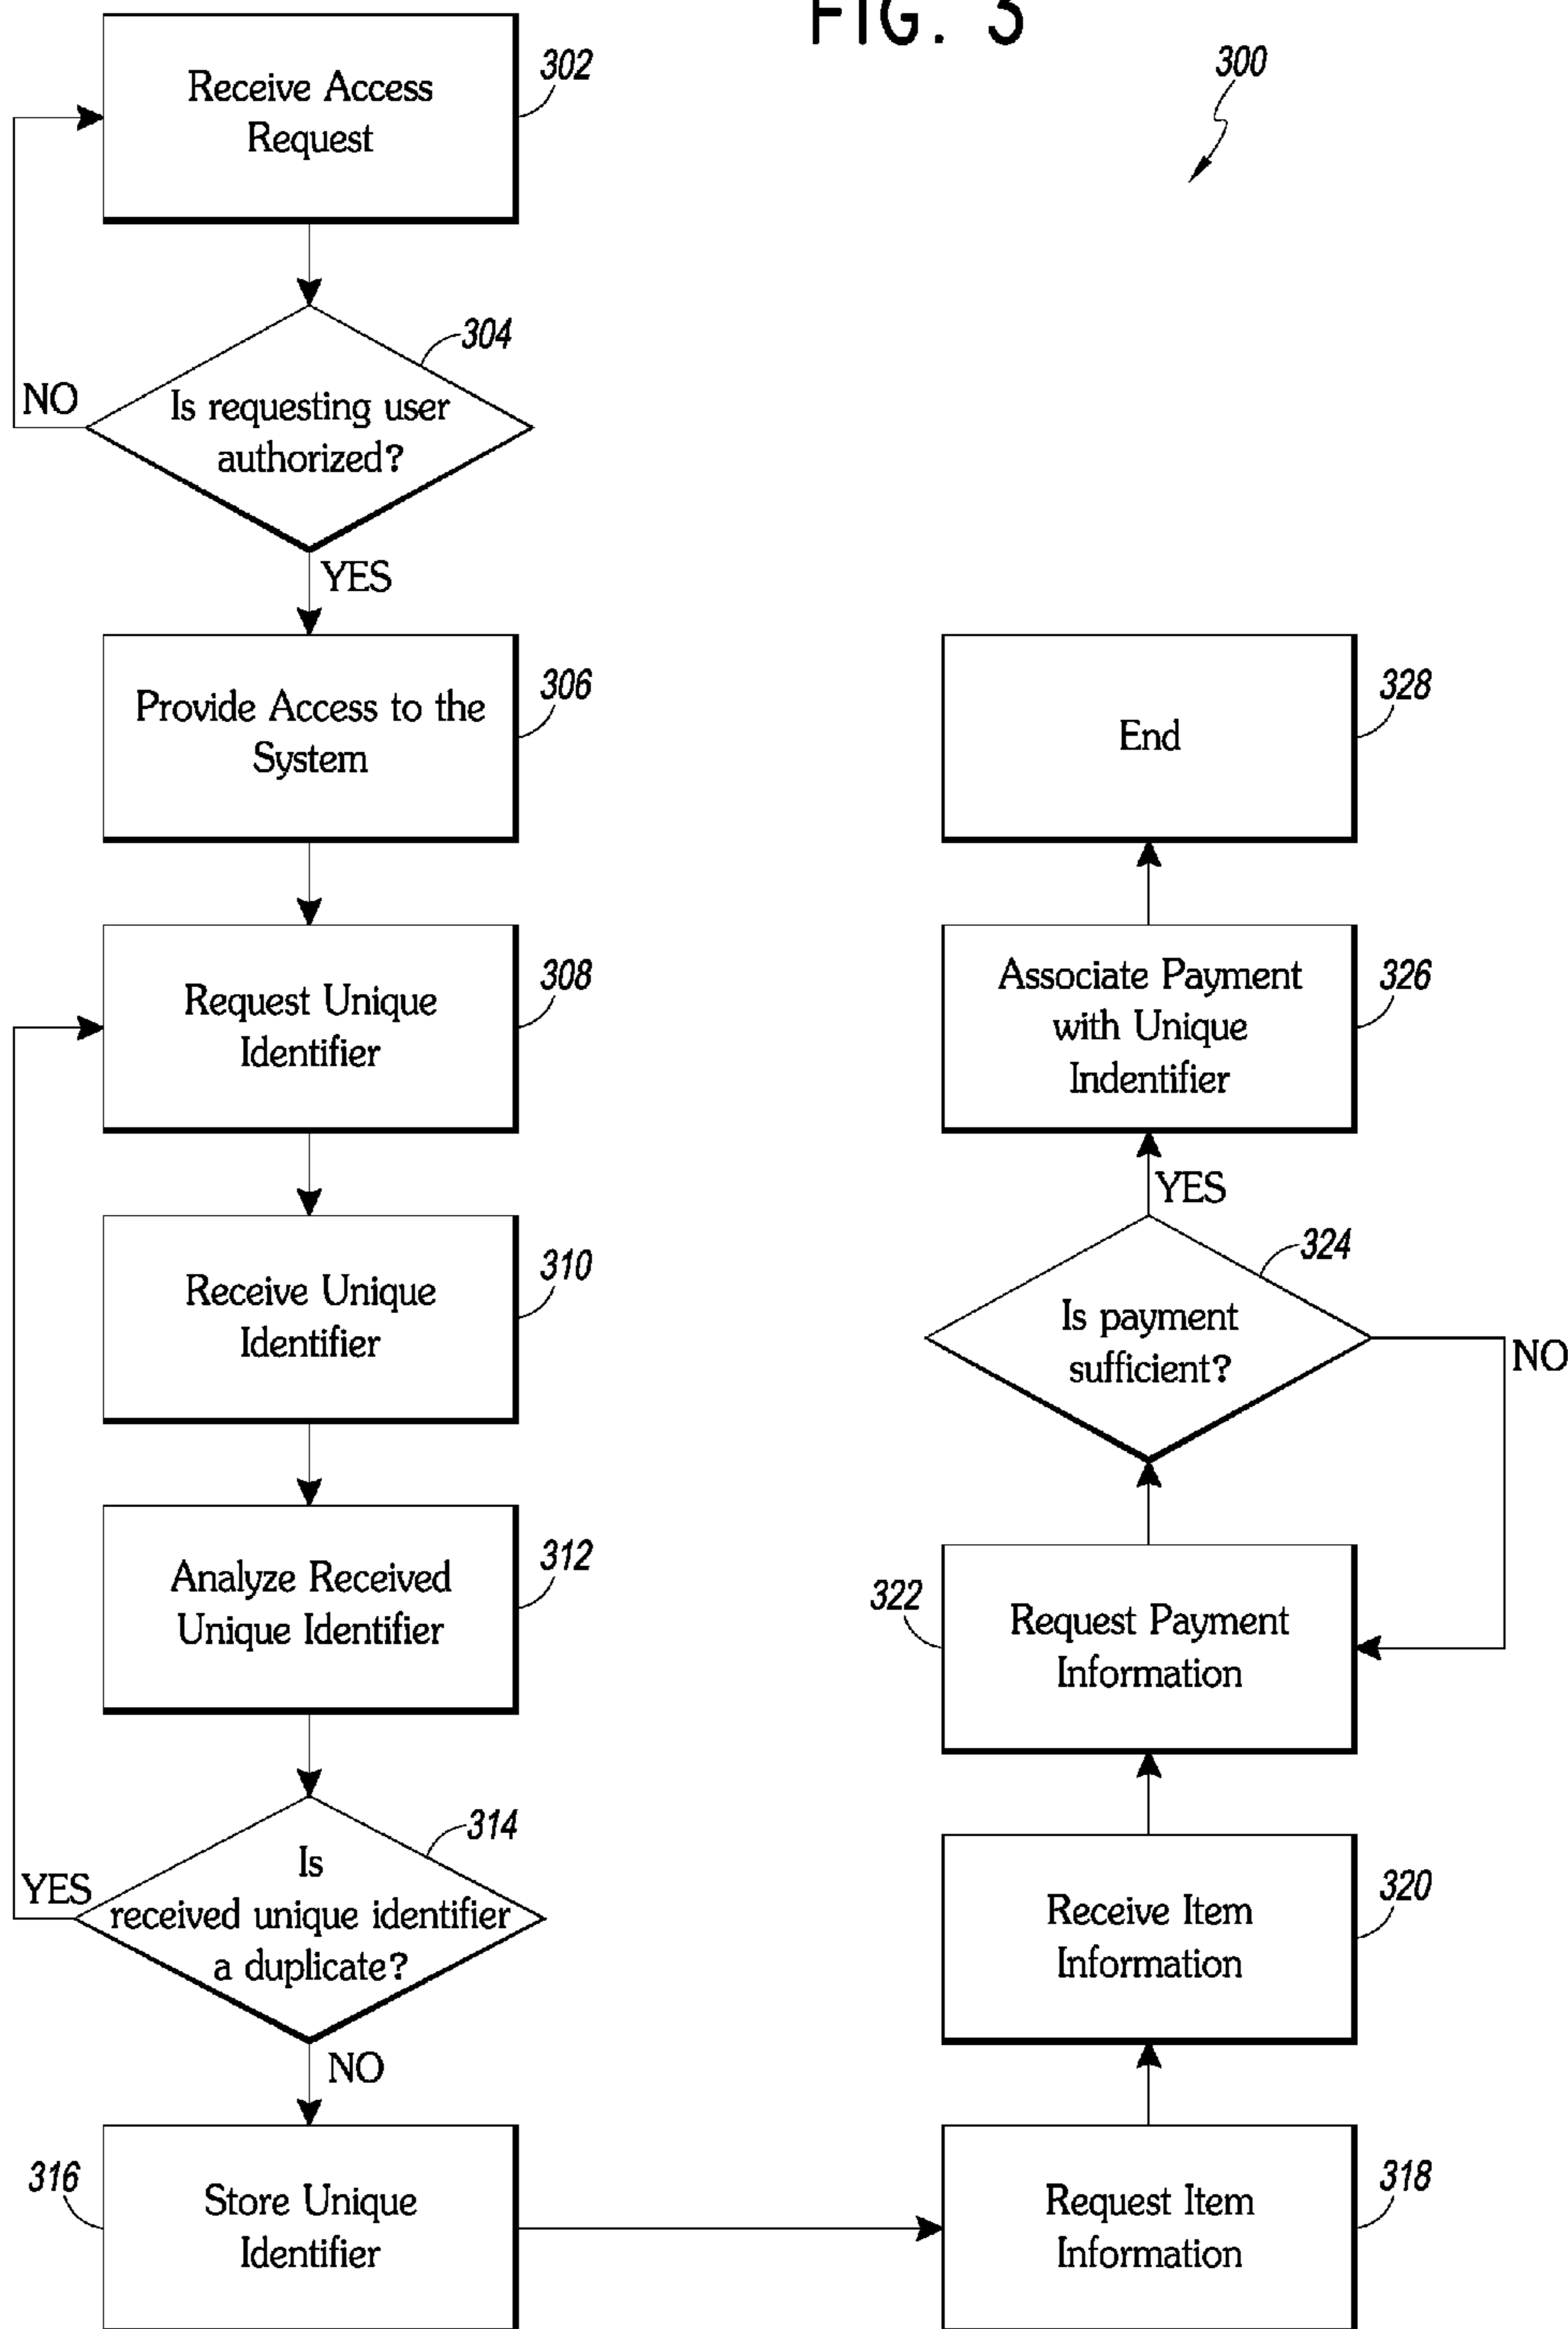 FIG. 3
300
Receive Access
Request
302
Is requesting user
authorized?
304
NO
YES
Provide Access to the
System
306
Request Unique
Identifier
308
Receive Unique
Identifier
310
Analyze Received
Unique Identifier
312
Is
received unique identifier
a duplicate?
314
YES
NO
Store Unique
Identifier
316
Request Item
Information
318
Receive Item
Information
320
Request Payment
Information
322
Is payment
sufficient?
324
NO
YES
Associate Payment
with Unique
Indentifier
326
End
328